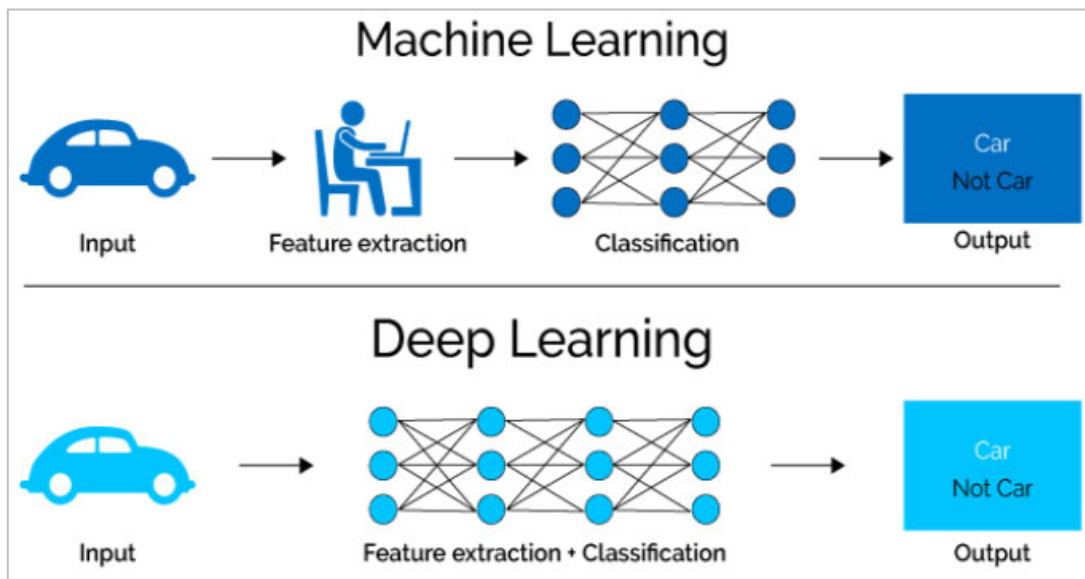 Machine Learning
Car
Not Car
Input
Feature extraction
Classification
Output
Deep Learning
Car
Not Car
Input
Feature extraction + Classification
Output